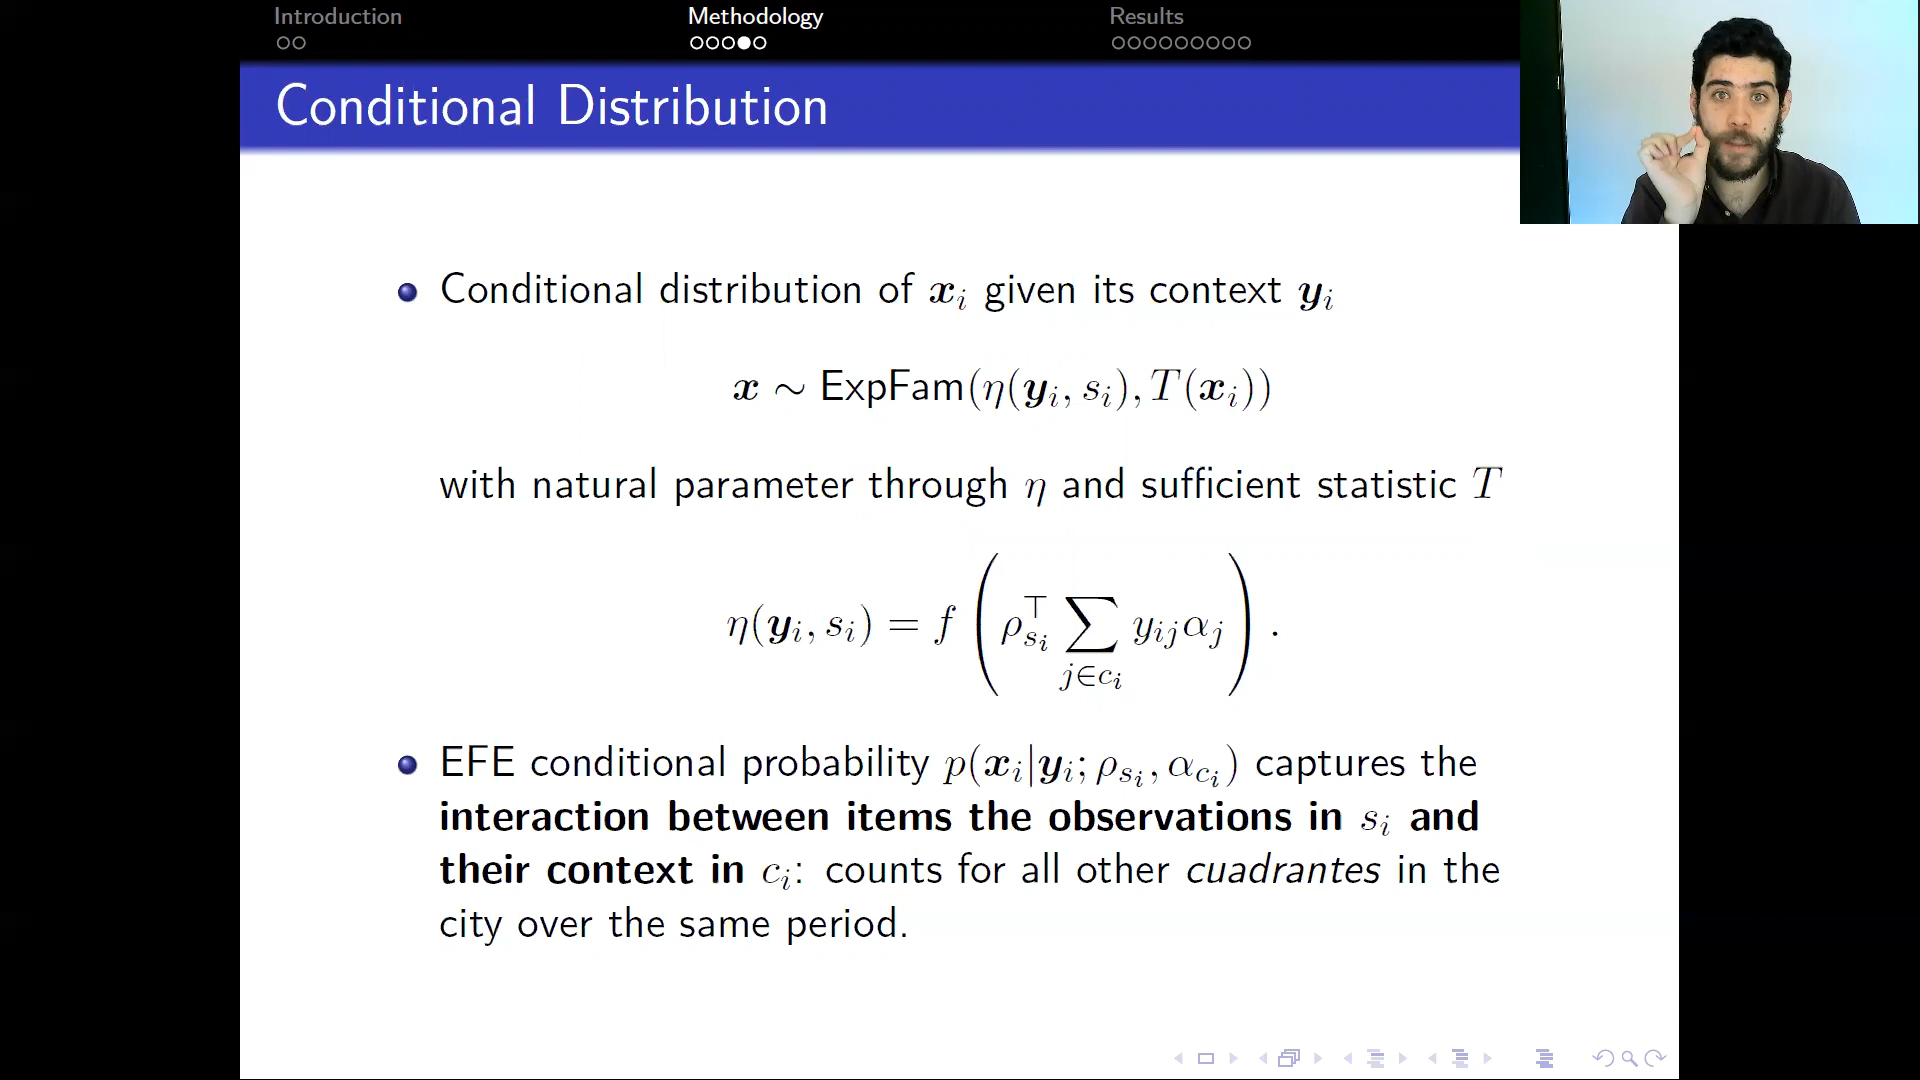 Introduction
Methodology
Results
Conditional Distribution
Conditional distribution of 𝒙ᵢ given its context 𝒚ᵢ
𝒙 ∼ ExpFam(η(𝒚ᵢ, sᵢ), T(𝒙ᵢ))
with natural parameter through η and sufficient statistic T
η(𝒚ᵢ, sᵢ) = f (ρ_{sᵢ}^⊤ ∑_{j∈cᵢ} y_{ij}α_j) .
EFE conditional probability p(𝒙ᵢ|𝒚ᵢ; ρ_{sᵢ}, α_{cᵢ}) captures the
interaction between items the observations in sᵢ and
their context in cᵢ: counts for all other cuadrantes in the
city over the same period.